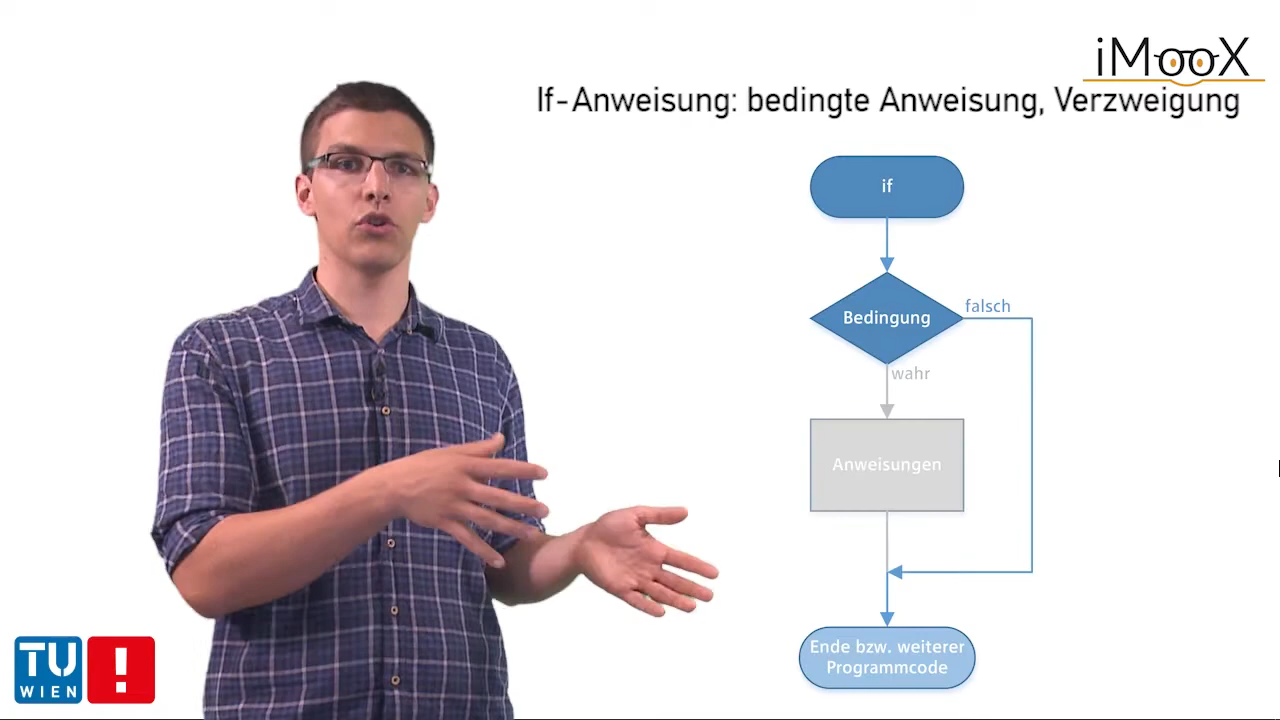 iMooX
If-Anweisung: bedingte Anweisung, Verzweigung
if
Bedingung
falsch
wahr
Anweisungen
Ende bzw. weiterer
Programmcode
TU
WIEN
!